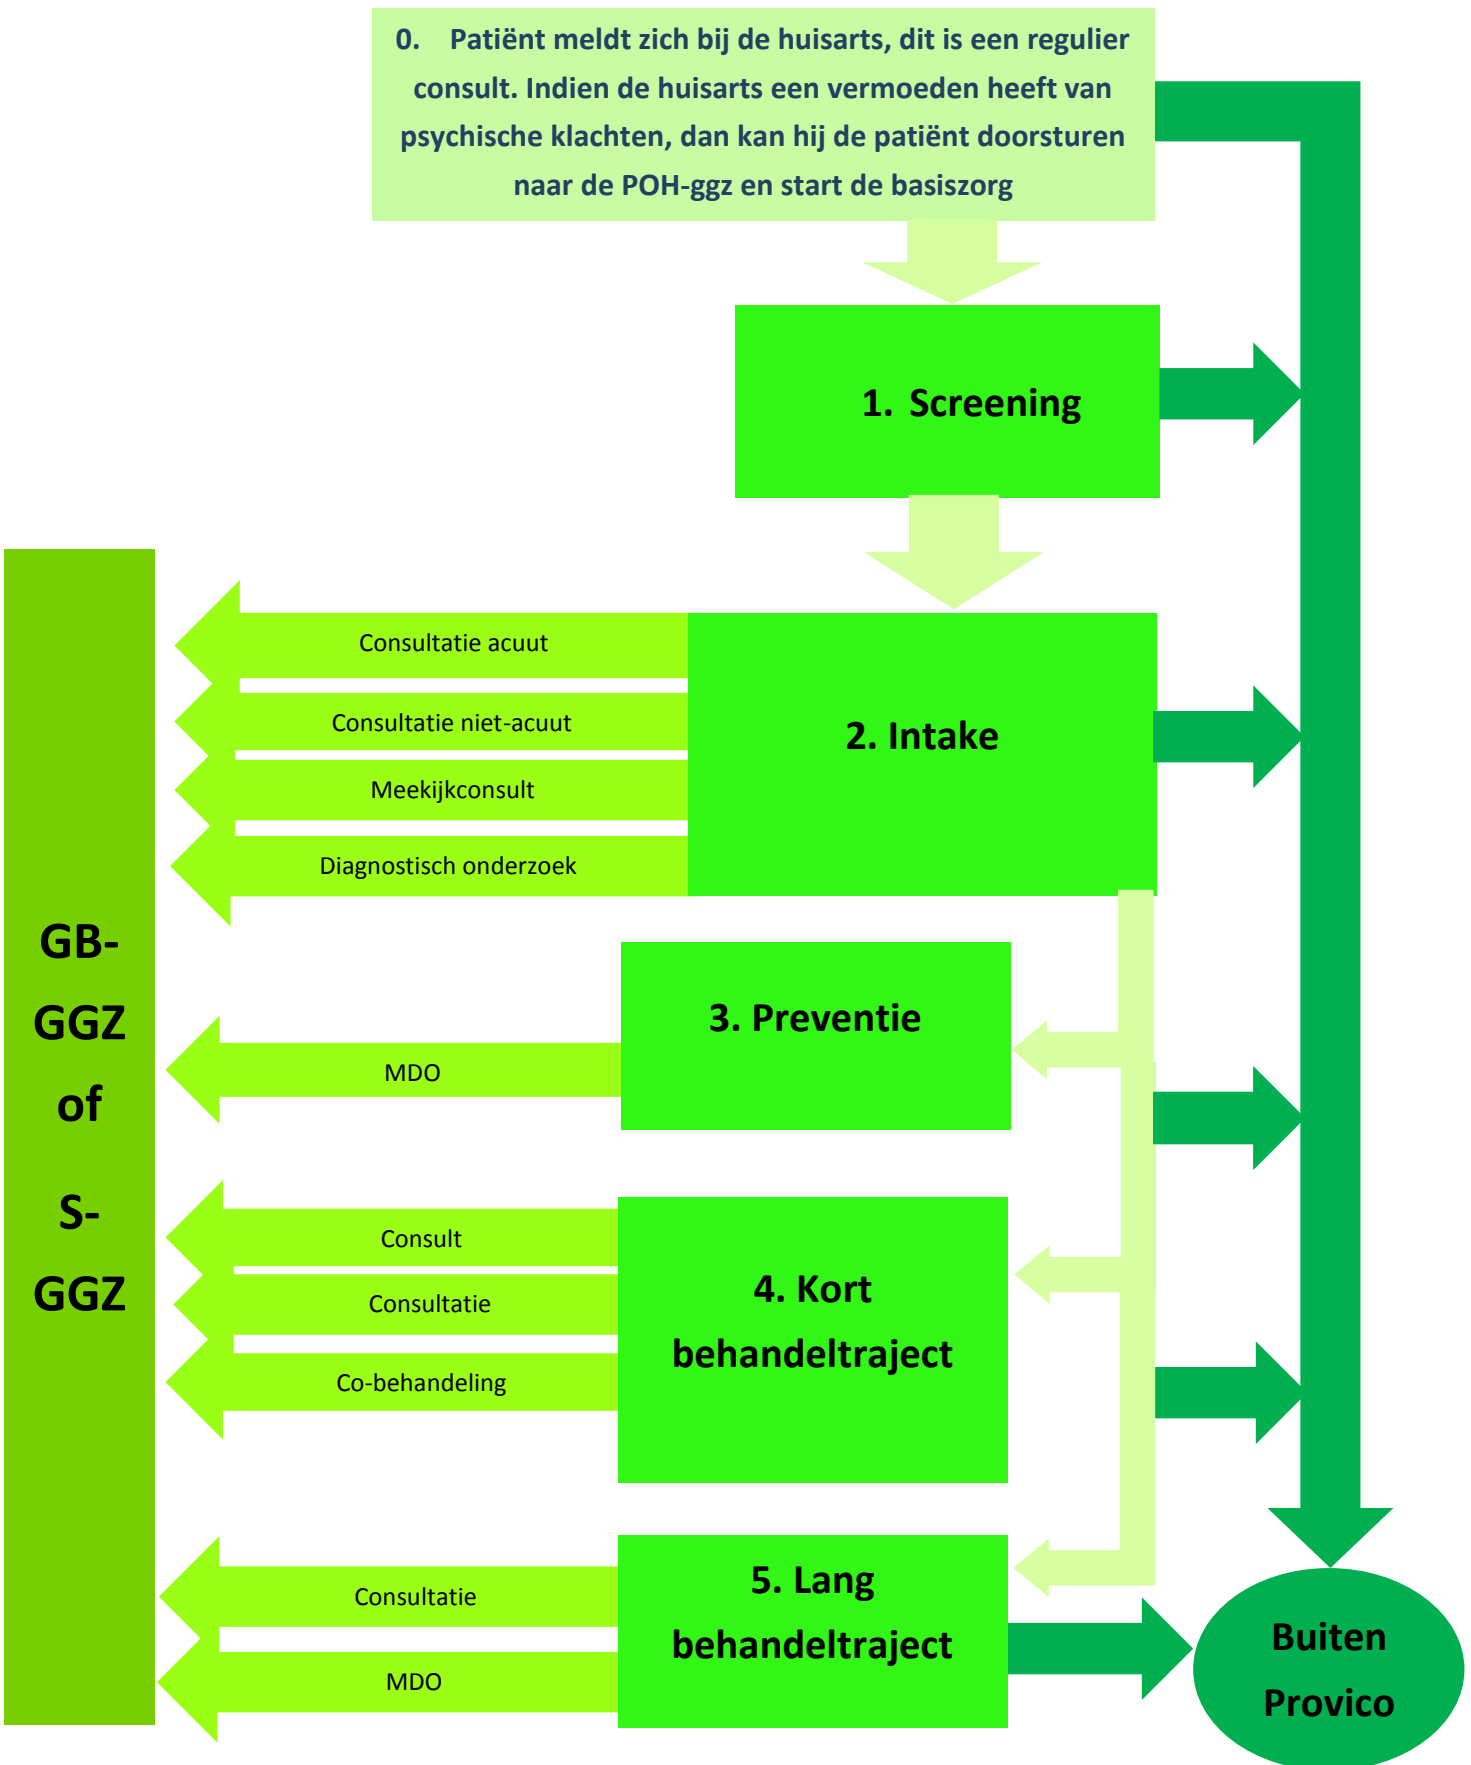 0. Patiënt meldt zich bij de huisarts, dit is een regulier
consult. Indien de huisarts een vermoeden heeft van
psychische klachten, dan kan hij de patiënt doorsturen
naar de POH-ggz en start de basiszorg
1. Screening
Consultatie acuut
Consultatie niet-acuut
Meekijkconsult
Diagnostisch onderzoek
2. Intake
GB-
GGZ
of
S-
GGZ
3. Preventie
MDO
Consult
Consultatie
Co-behandeling
4. Kort
behandeltraject
Consultatie
MDO
5. Lang
behandeltraject
Buiten
Provico